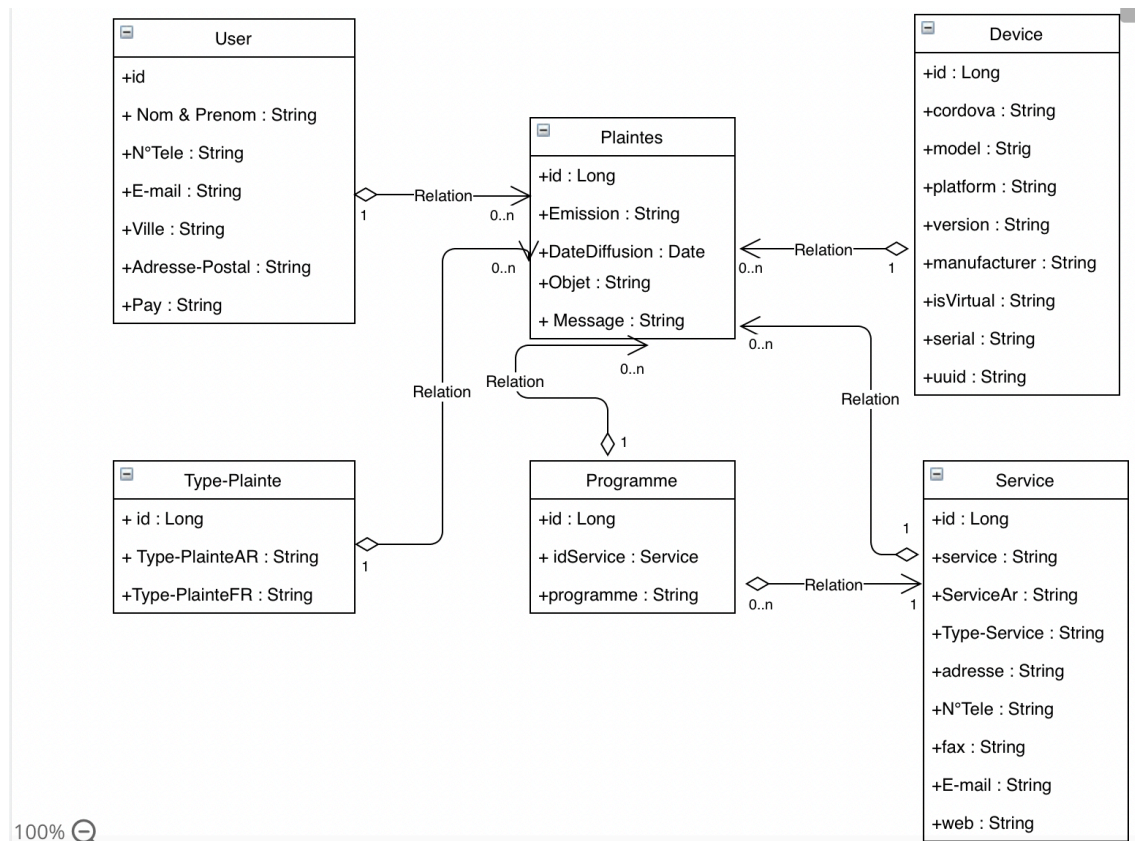 User
+id
+ Nom & Prenom : String
+N°Tele : String
+E-mail : String
+Ville : String
+Adresse-Postal : String
+Pay : String
1
Relation
0..n
Plaintes
+id : Long
+Emission : String
+DateDiffusion : Date
+Objet : String
+ Message : String
Device
+id : Long
+cordova : String
+model : Strig
+platform : String
+version : String
+manufacturer : String
+isVirtual : String
+serial : String
+uuid : String
0..n
Relation
1
0..n
Relation
1
Type-Plainte
+ id : Long
+ Type-PlainteAR : String
+Type-PlainteFR : String
0..n
Relation
1
Programme
+id : Long
+ idService : Service
+programme : String
0..n
Relation
1
0..n
Relation
1
Service
+id : Long
+service : String
+ServiceAr : String
+Type-Service : String
+adresse : String
+N°Tele : String
+fax : String
+E-mail : String
+web : String
100%